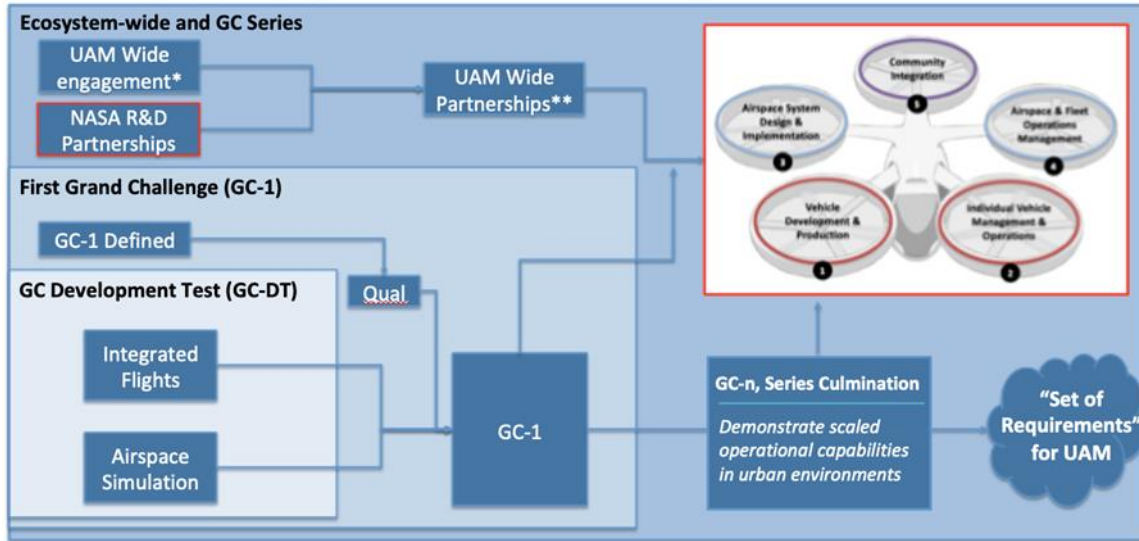 Ecosystem-wide and GC Series
UAM Wide
engagement*
NASA R&D
Partnerships
UAM Wide
Partnerships**
Community
Integration
5
Airspace System
Design &
Implementation
3
Airspace & Fleet
Operations
Management
4
Vehicle
Development &
Production
1
Individual Vehicle
Management &
Operations
2
First Grand Challenge (GC-1)
GC-1 Defined
Qual
GC Development Test (GC-DT)
Integrated
Flights
Airspace
Simulation
GC-1
GC-n, Series Culmination
Demonstrate scaled
operational capabilities
in urban environments
“Set of
Requirements”
for UAM